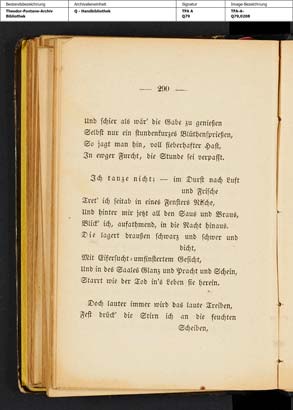 Bestandsbezeichnung Archivalieneinheit Signatur Image-Bezeichnung
Theodor-Fontane-Archiv Q - Handbibliothek TFA A TFA-A-
Bibliothek Q79 Q79,0208
— 290 —
Und schier als wär' die Gabe zu genießen
Selbst nur ein stundenkurzes Blüthensprießen,
So jagt man hin, voll fieberhafter Hast,
In ew'ger Furcht, die Stunde sei verpaßt.
Ich tanze nicht; — im Durst nach Luft
und Frische
Tret' ich seitab in eines Fensters Nische,
Und hinter mir jetzt all den Saus und Braus,
Blick' ich, aufathmend, in die Nacht hinaus.
Die lagert draußen schwarz und schwer und
dicht,
Mit Eifersucht-umfinstertem Gesicht,
Und in des Saales Glanz und Pracht und Schein,
Starrt wie der Tod in's Leben sie herein.
Doch lauter immer wird das laute Treiben,
Fest drück' die Stirn ich an die feuchten
Scheiben,